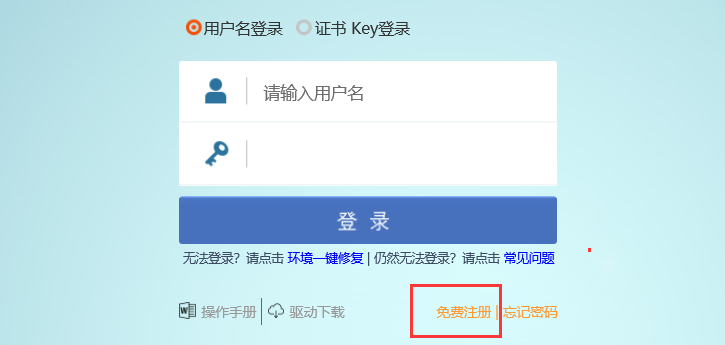 用户名登录 证书 Key登录
请输入用户名
登 录
无法登录？请点击 环境一键修复 | 仍然无法登录？请点击 常见问题
操作手册 | 驱动下载 免费注册 | 忘记密码